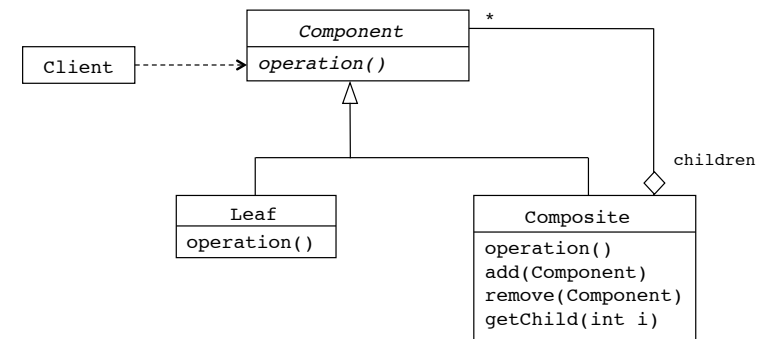 *
Component
operation()
Client
children
Leaf
operation()
Composite
operation()
add(Component)
remove(Component)
getChild(int i)